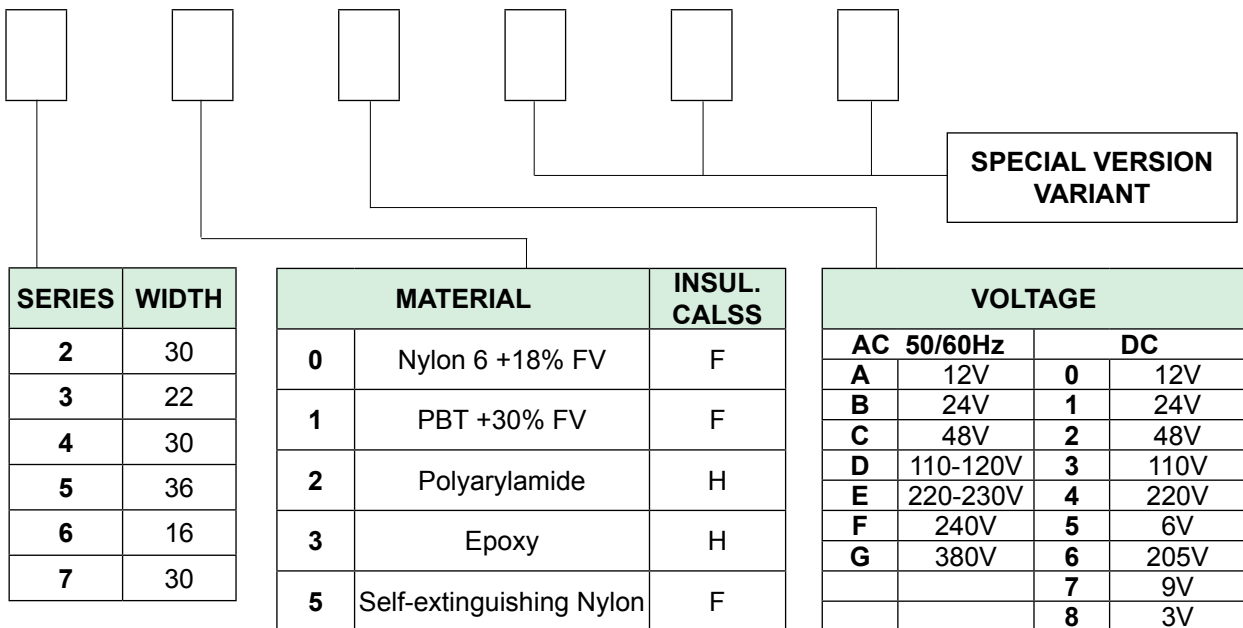 SPECIAL VERSION
VARIANT
SERIES WIDTH
2 30
3 22
4 30
5 36
6 16
7 30
MATERIAL INSUL.
CALSS
0 Nylon 6 +18% FV F
1 PBT +30% FV F
2 Polyarylamide H
3 Epoxy H
5 Self-extinguishing Nylon F
VOLTAGE
AC 50/60Hz DC
A 12V 0 12V
B 24V 1 24V
C 48V 2 48V
D 110-120V 3 110V
E 220-230V 4 220V
F 240V 5 6V
G 380V 6 205V
7 9V
8 3V